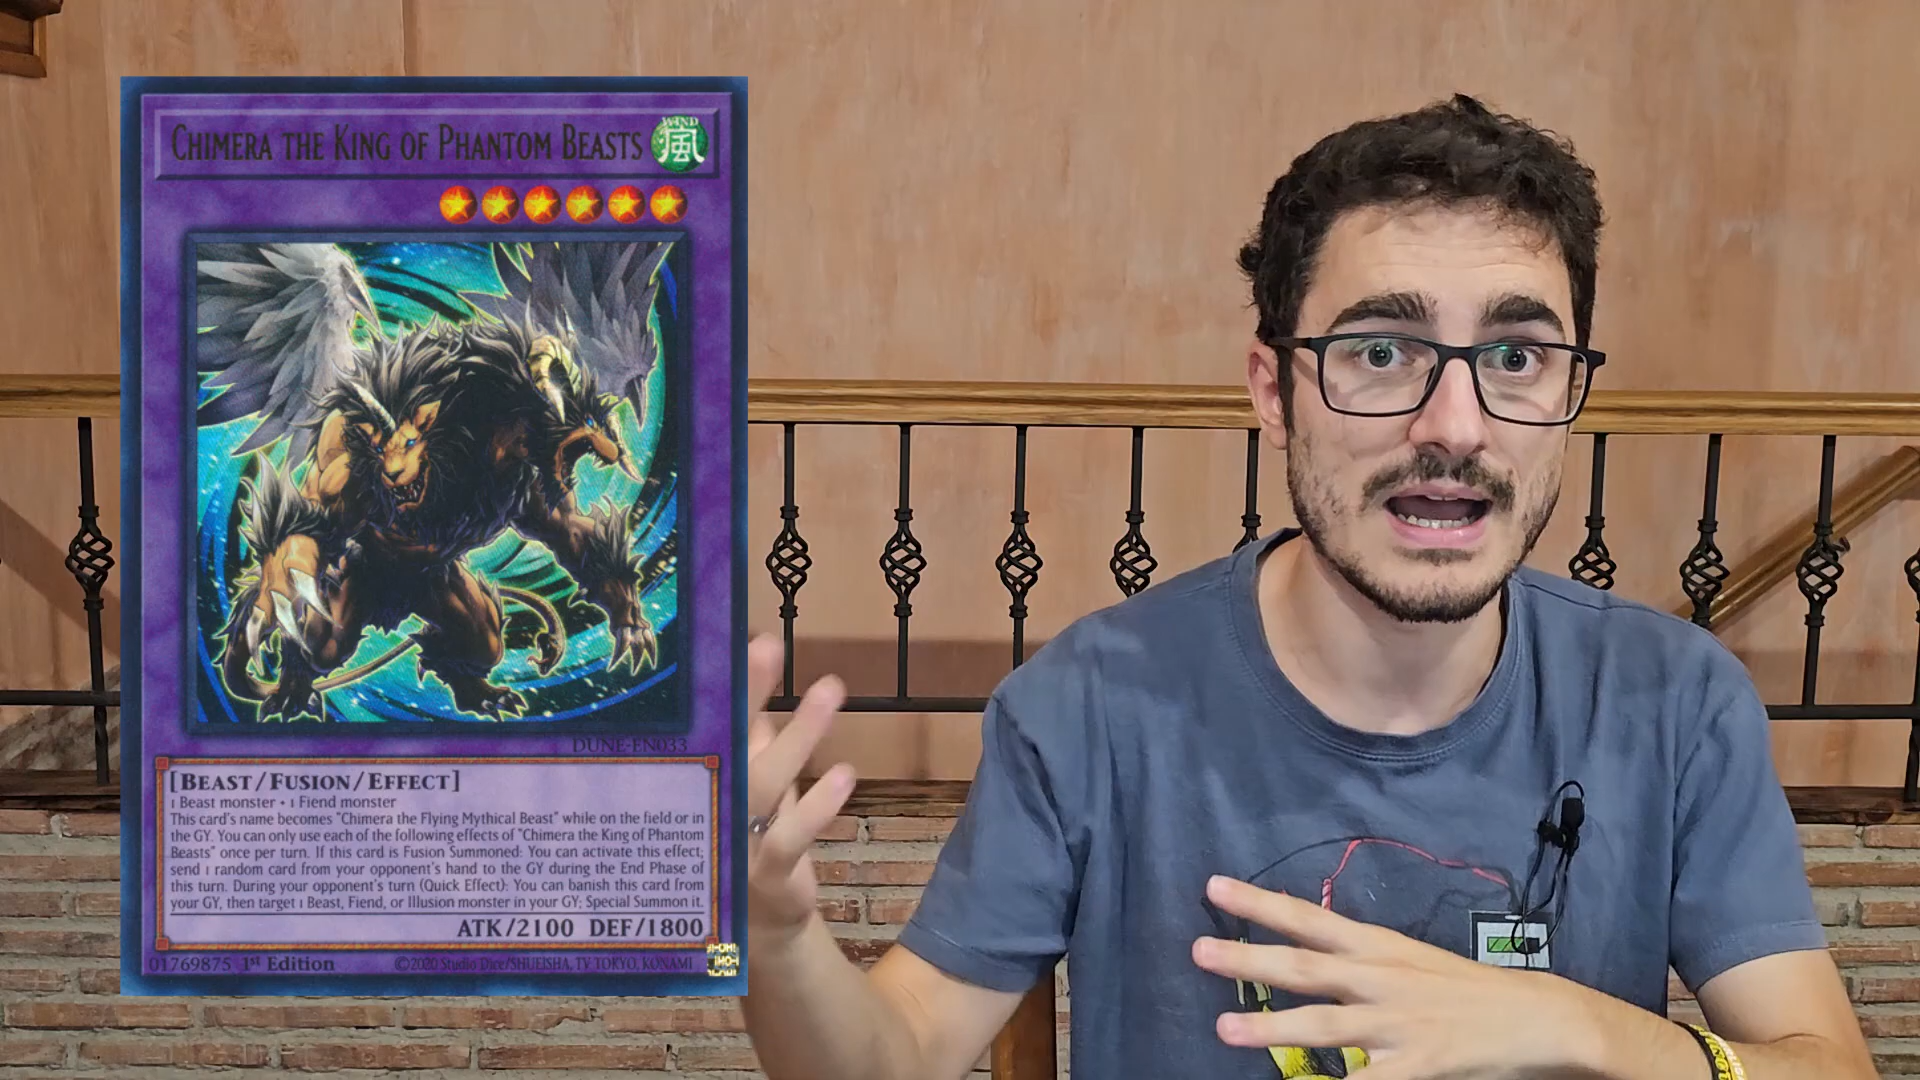 CHIMERA THE KING OF PHANTOM BEASTS
WIND
風
DUNE-EN033
[BEAST/FUSION/EFFECT]
1 Beast monster + 1 Fiend monster
This card's name becomes "Chimera the Flying Mythical Beast" while on the field or in
the GY. You can only use each of the following effects of "Chimera the King of Phantom
Beasts" once per turn. If this card is Fusion Summoned: You can activate this effect;
send 1 random card from your opponent's hand to the GY during the End Phase of
this turn. During your opponent's turn (Quick Effect): You can banish this card from
your GY, then target 1 Beast, Fiend, or Illusion monster in your GY; Special Summon it.
ATK/2100 DEF/1800
01769875 1st Edition ©2020 Studio Dice/SHUEISHA, TV TOKYO, KONAMI